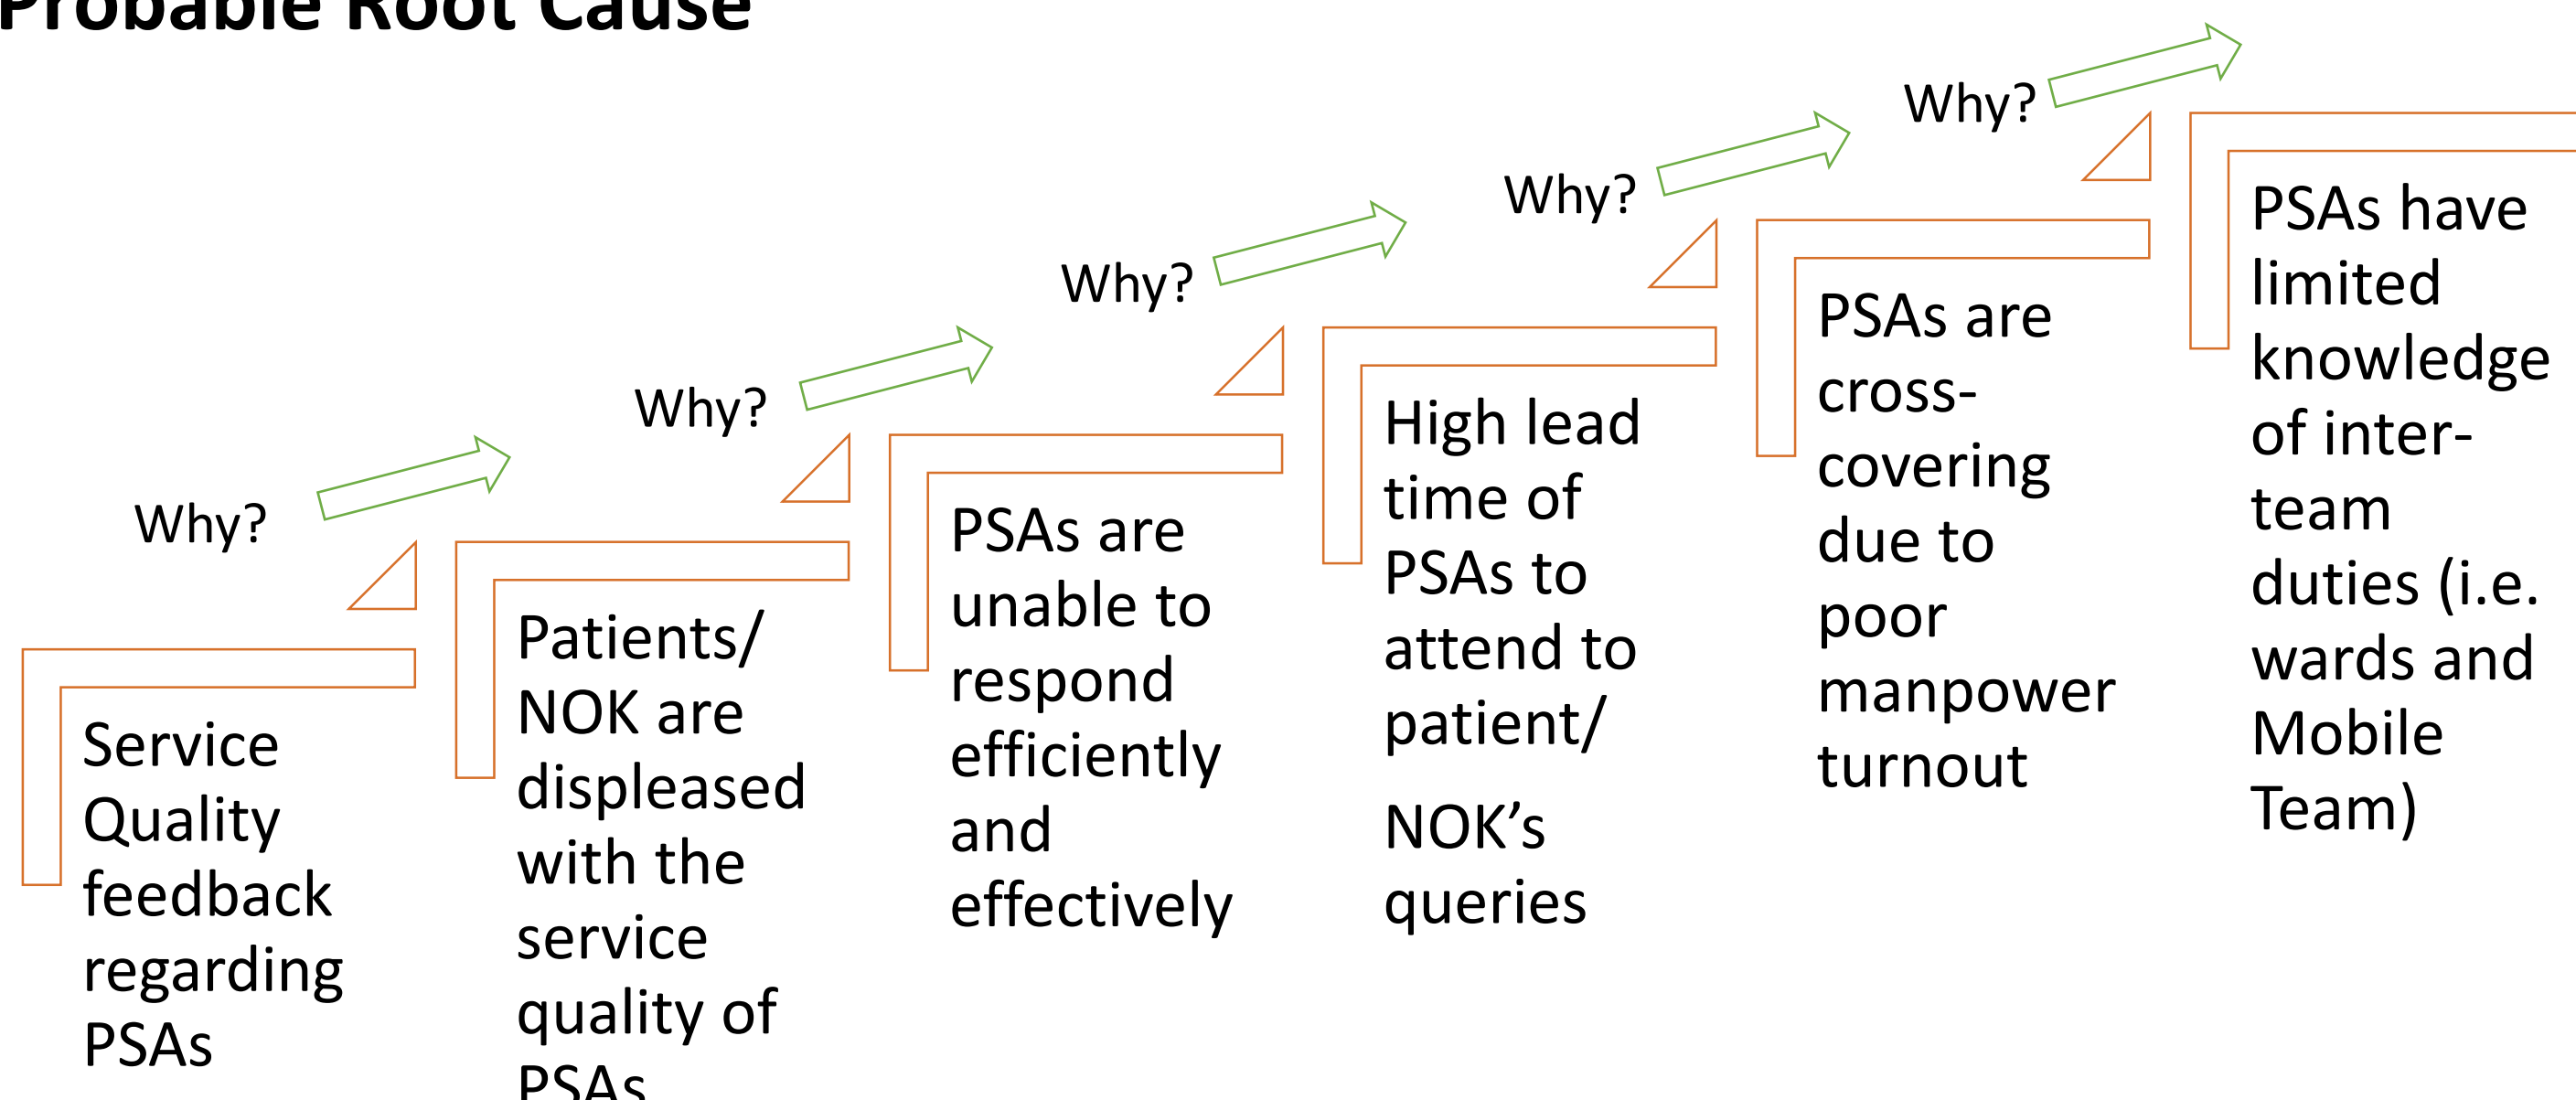 Probable Root Cause
Why?
Service
Quality
feedback
regarding
PSAs
Why?
Patients/
NOK are
displeased
with the
service
quality of
PSAs
Why?
PSAs are
unable to
respond
efficiently
and
effectively
Why?
High lead
time of
PSAs to
attend to
patient/
NOK’s
queries
Why?
PSAs are
cross-
covering
due to
poor
manpower
turnout
PSAs have
limited
knowledge
of inter-
team
duties (i.e.
wards and
Mobile
Team)